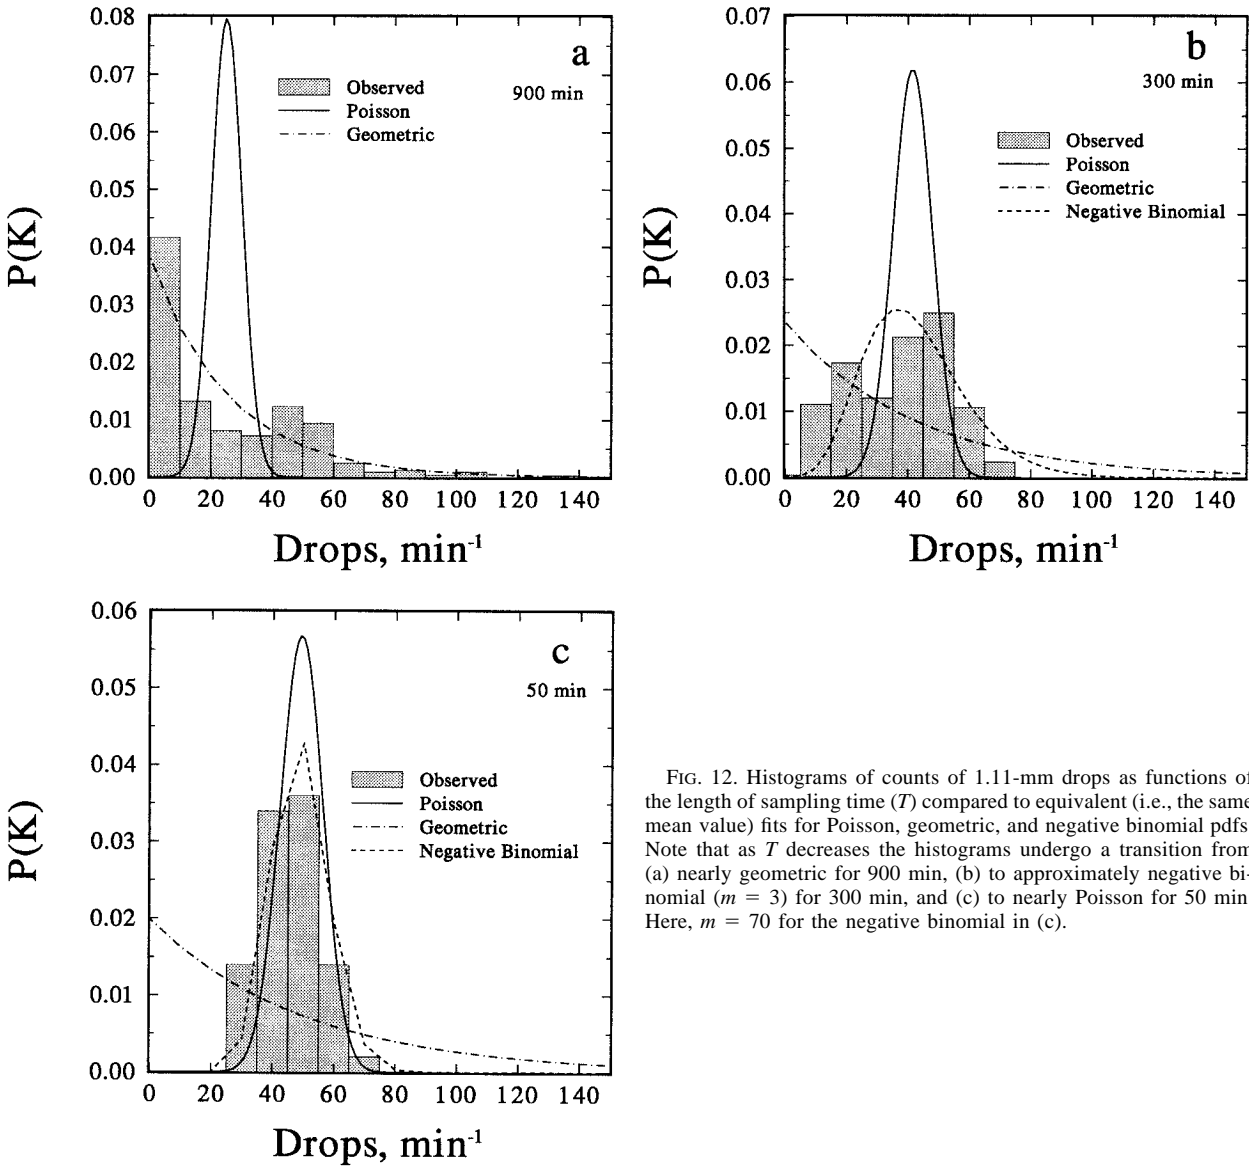 a
900 min
Observed
Poisson
Geometric
P(K)
0.08
0.07
0.06
0.05
0.04
0.03
0.02
0.01
0.00
0 20 40 60 80 100 120 140
Drops, min-1
b
300 min
Observed
Poisson
Geometric
Negative Binomial
P(K)
0.07
0.06
0.05
0.04
0.03
0.02
0.01
0.00
0 20 40 60 80 100 120 140
Drops, min-1
c
50 min
Observed
Poisson
Geometric
Negative Binomial
P(K)
0.06
0.05
0.04
0.03
0.02
0.01
0.00
0 20 40 60 80 100 120 140
Drops, min-1
FIG. 12. Histograms of counts of 1.11-mm drops as functions of
the length of sampling time (T) compared to equivalent (i.e., the same
mean value) fits for Poisson, geometric, and negative binomial pdfs
Note that as T decreases the histograms undergo a transition from
(a) nearly geometric for 900 min, (b) to approximately negative bi-
nomial (m = 3) for 300 min, and (c) to nearly Poisson for 50 min
Here, m = 70 for the negative binomial in (c).